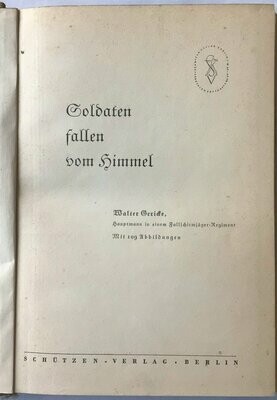 Soldaten
fallen
vom Himmel
Walter Gericke,
Hauptmann in einem Fallschirmjäger-Regiment
Mit 109 Abbildungen
SCHÜTZEN-VERLAG-BERLIN